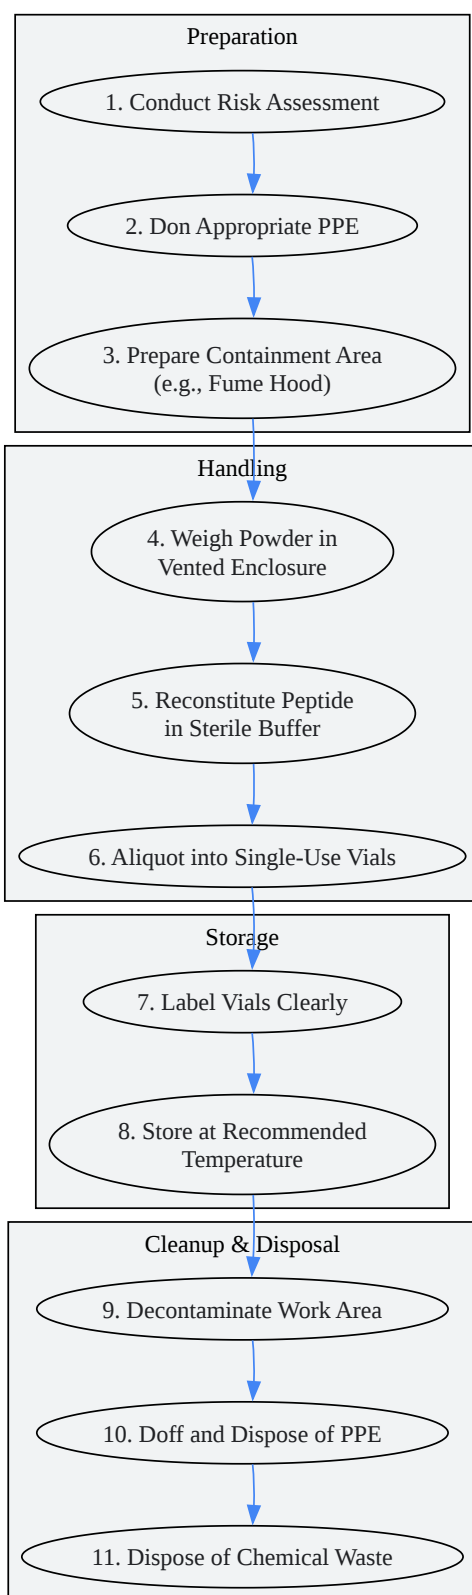 Preparation
1. Conduct Risk Assessment
2. Don Appropriate PPE
3. Prepare Containment Area
(e.g., Fume Hood)
Handling
4. Weigh Powder in
Vented Enclosure
5. Reconstitute Peptide
in Sterile Buffer
6. Aliquot into Single-Use Vials
Storage
7. Label Vials Clearly
8. Store at Recommended
Temperature
Cleanup & Disposal
9. Decontaminate Work Area
10. Doff and Dispose of PPE
11. Dispose of Chemical Waste